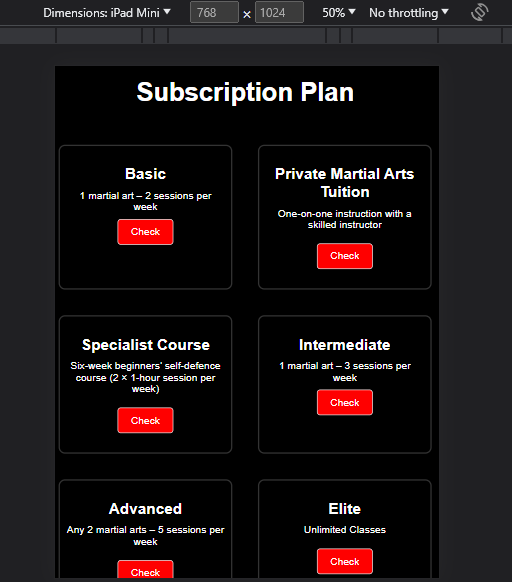 Dimensions: iPad Mini
768 × 1024
50%
No throttling
Subscription Plan
Basic
1 martial art – 2 sessions per
week
Check
Private Martial Arts
Tuition
One-on-one instruction with a
skilled instructor
Check
Specialist Course
Six-week beginners' self-defence
course (2 × 1-hour session per
week)
Check
Intermediate
1 martial art – 3 sessions per
week
Check
Advanced
Any 2 martial arts – 5 sessions per
week
Check
Elite
Unlimited Classes
Check